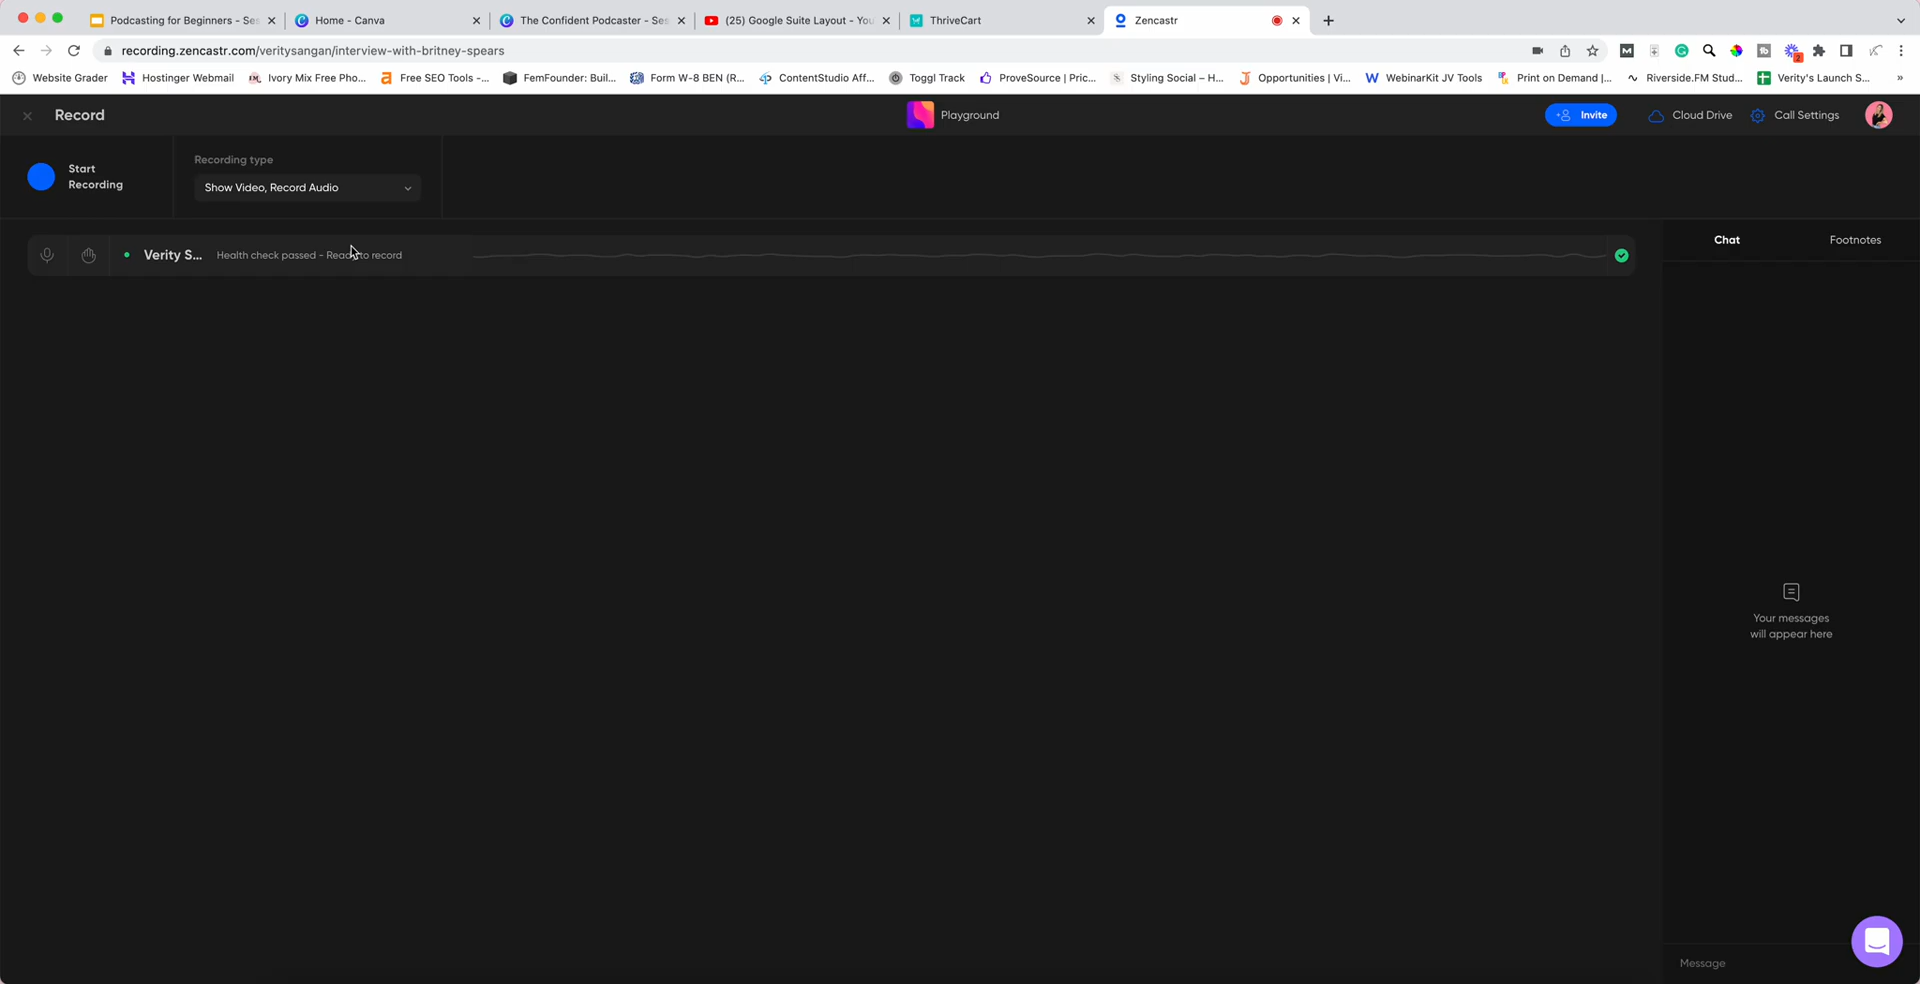 Podcasting for Beginners - Ses
Home - Canva
The Confident Podcaster - Ses
(25) Google Suite Layout - You
ThriveCart
Zencastr
recording.zencastr.com/veritysangan/interview-with-britney-spears
Website Grader
Hostinger Webmail
Ivory Mix Free Pho...
Free SEO Tools -...
FemFounder: Buil...
Form W-8 BEN (R...
ContentStudio Aff...
Toggl Track
ProveSource | Pric...
Styling Social – H...
Opportunities | Vi...
WebinarKit JV Tools
Print on Demand |...
Riverside.FM Stud...
Verity's Launch S...
»
Record
Playground
Invite
Cloud Drive
Call Settings
Start
Recording
Recording type
Show Video, Record Audio
Verity S...
Health check passed - Ready to record
Chat
Footnotes
Your messages
will appear here
Message